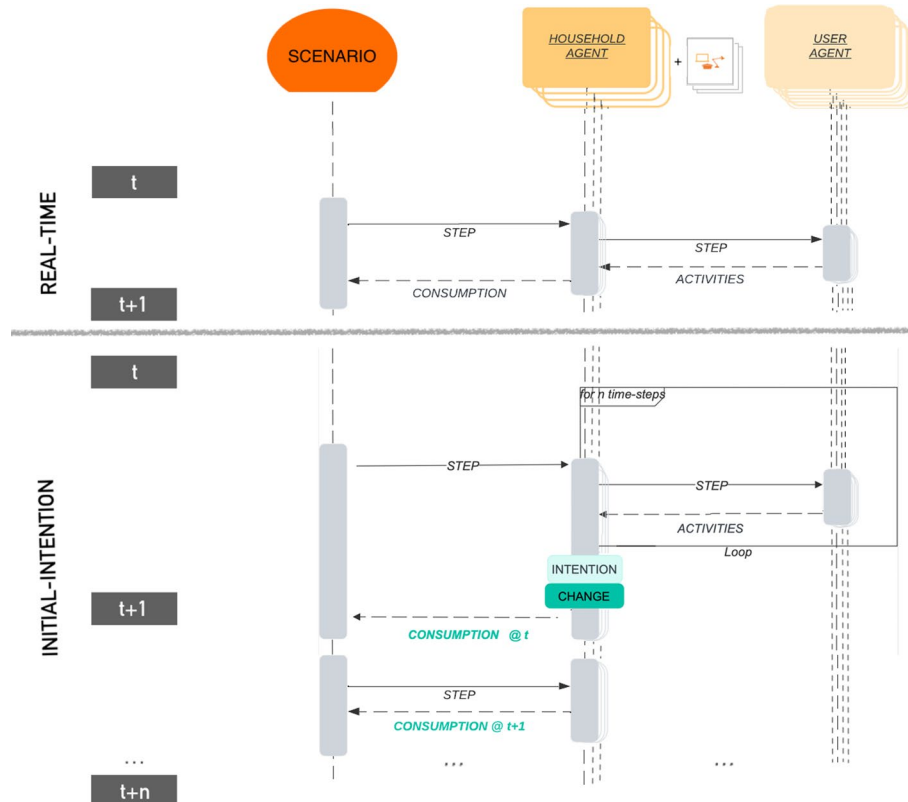 SCENARIO
HOUSEHOLD
AGENT
+
USER
AGENT
REAL-TIME
t
STEP
STEP
ACTIVITIES
CONSUMPTION
t+1
INITIAL-INTENTION
t
for n time-steps
STEP
STEP
ACTIVITIES
Loop
INTENTION
CHANGE
t+1
CONSUMPTION @ t
STEP
CONSUMPTION @ t+1
...
...
...
t+n